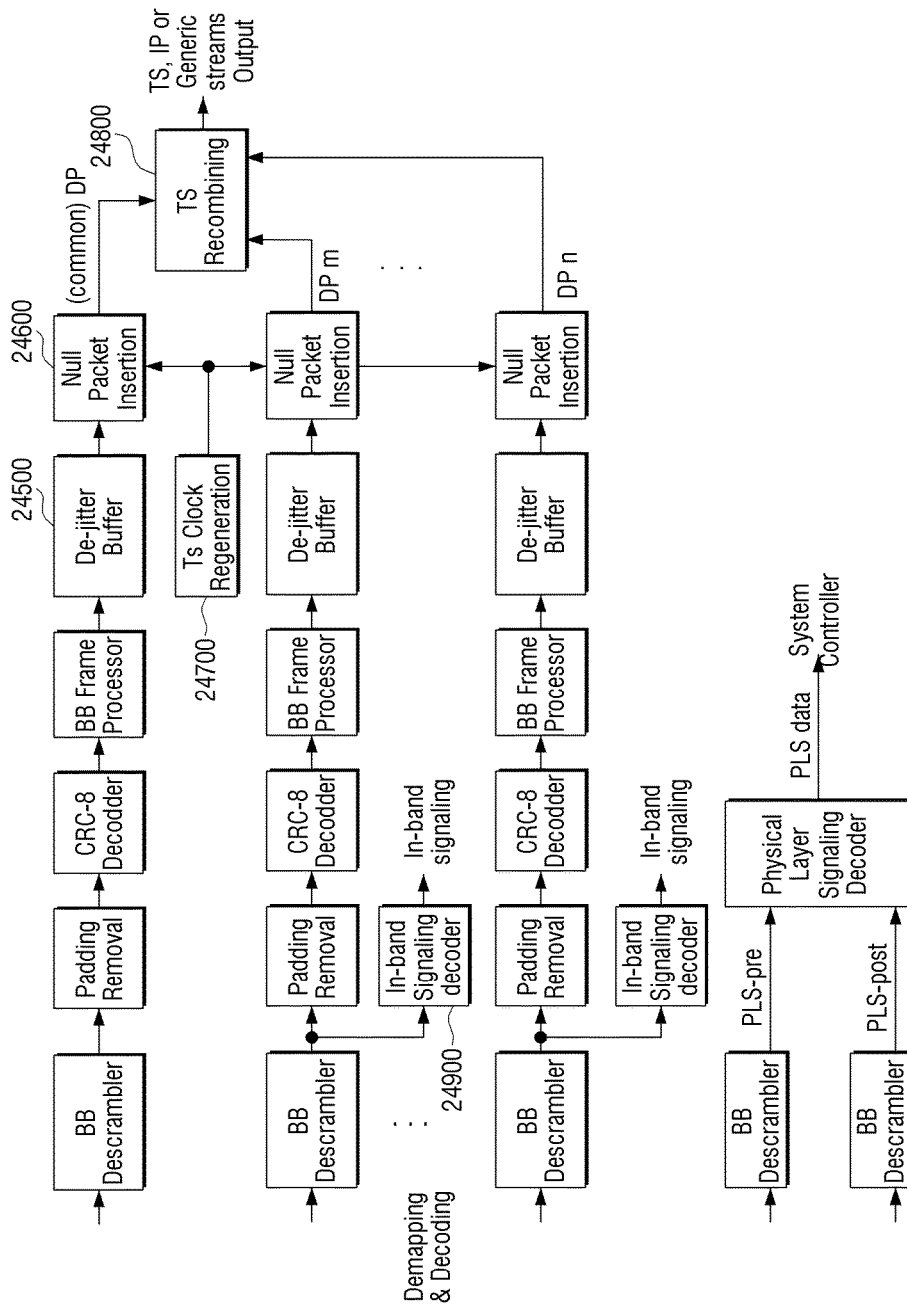 BB
Descrambler
Padding
Removal
CRC-8
Decodder
BB Frame
Processor
24500
De-jitter
Buffer
24600
Null
Packet
Insertion
(common) DP
24800
TS
Recombining
TS, IP or
Generic
streams
Output
24700
Ts Clock
Regeneration
BB
Descrambler
Padding
Removal
CRC-8
Decodder
BB Frame
Processor
De-jitter
Buffer
Null
Packet
Insertion
DP m
24900
In-band
Signaling
decoder
In-band
signaling
. . .
. . .
Demapping
& Decoding
BB
Descrambler
Padding
Removal
CRC-8
Decodder
BB Frame
Processor
De-jitter
Buffer
Null
Packet
Insertion
DP n
In-band
Signaling
decoder
In-band
signaling
BB
Descrambler
PLS-pre
BB
Descrambler
PLS-post
Physical
Layer
Signaling
Decoder
PLS data
System
Controller